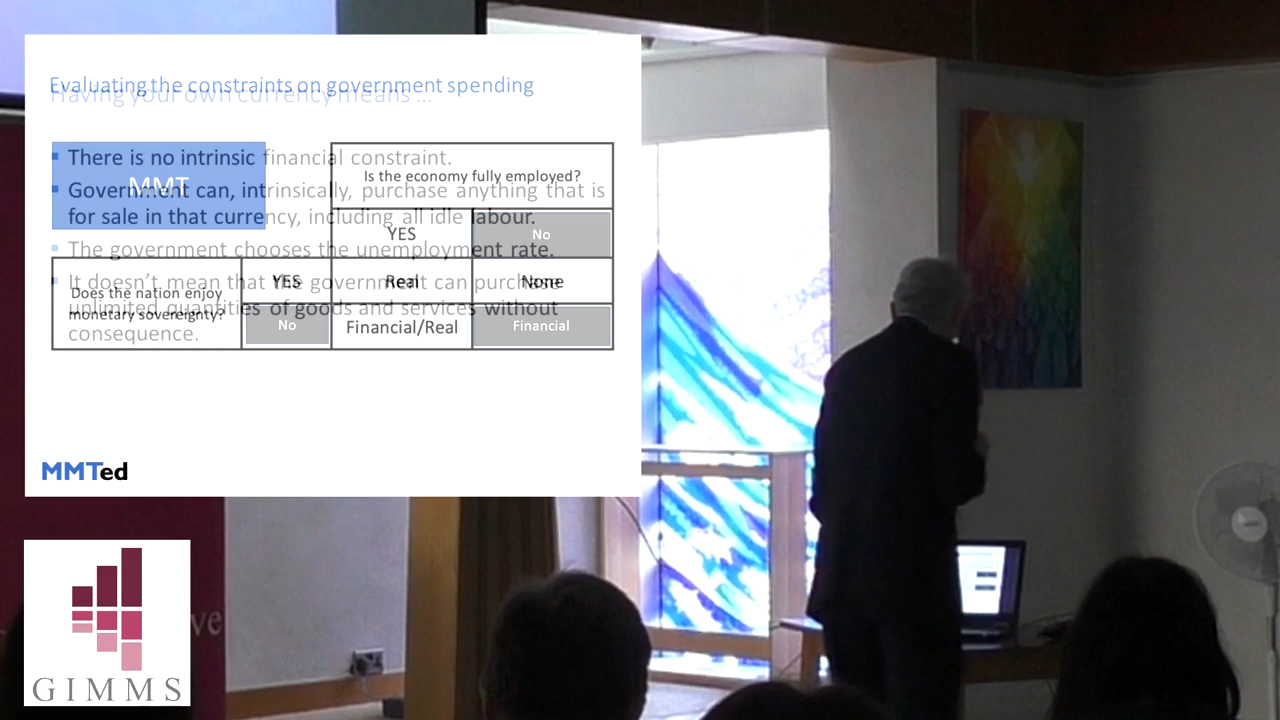 Evaluating the constraints on government spending
Having your own currency means ...
There is no intrinsic financial constraint.
MMT
Is the economy fully employed?
Government can, intrinsically, purchase anything that is
for sale in that currency, including all idle labour.
YES
No
The government chooses the unemployment rate.
It doesn't mean that the government can purchase
unlimited quantities of goods and services without
consequence.
Does the nation enjoy
monetary sovereignty?
YES
Real
None
No
Financial/Real
Financial
MMTed
ve
GIMMS